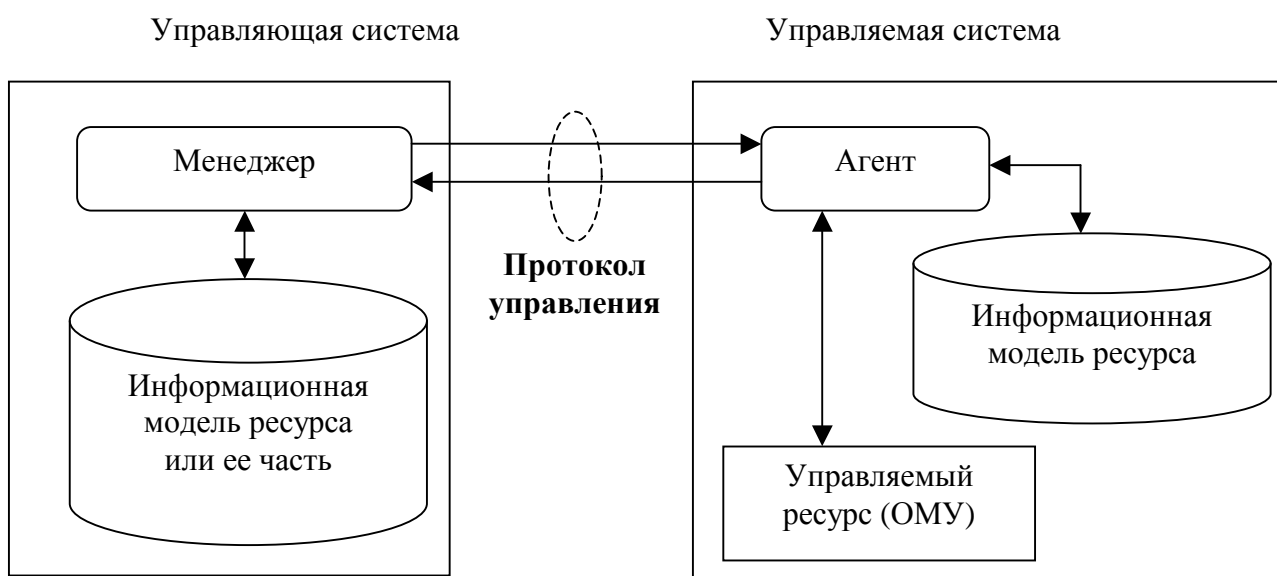 Управляющая система
Управляемая система
Менеджер
Агент
Протокол
управления
Информационная
модель ресурса
или ее часть
Информационная
модель ресурса
Управляемый
ресурс (ОМУ)